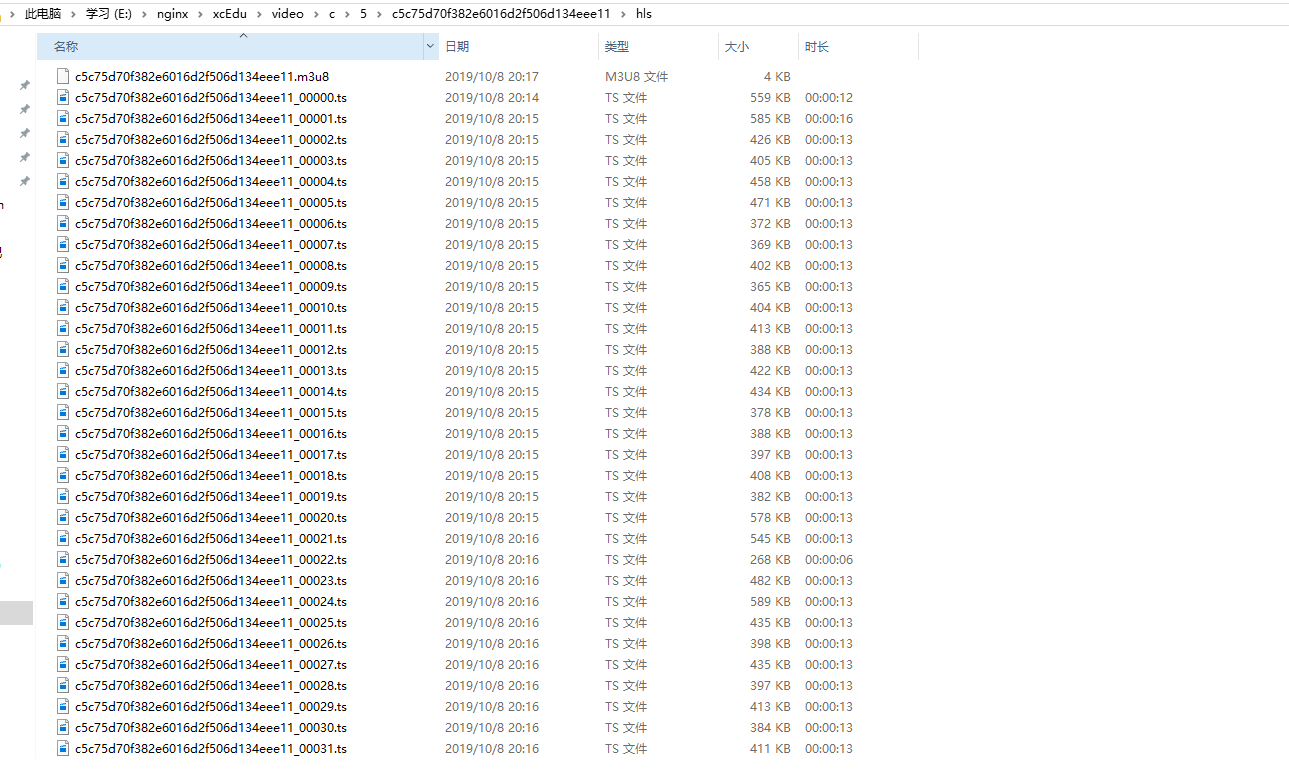 此电脑 > 学习 (E:) > nginx > xcEdu > video > c > 5 > c5c75d70f382e6016d2f506d134eee11 > hls
名称 日期 类型 大小 时长
c5c75d70f382e6016d2f506d134eee11.m3u8 2019/10/8 20:17 M3U8 文件 4 KB
c5c75d70f382e6016d2f506d134eee11_00000.ts 2019/10/8 20:14 TS 文件 559 KB 00:00:12
c5c75d70f382e6016d2f506d134eee11_00001.ts 2019/10/8 20:15 TS 文件 585 KB 00:00:16
c5c75d70f382e6016d2f506d134eee11_00002.ts 2019/10/8 20:15 TS 文件 426 KB 00:00:13
c5c75d70f382e6016d2f506d134eee11_00003.ts 2019/10/8 20:15 TS 文件 405 KB 00:00:13
c5c75d70f382e6016d2f506d134eee11_00004.ts 2019/10/8 20:15 TS 文件 458 KB 00:00:13
c5c75d70f382e6016d2f506d134eee11_00005.ts 2019/10/8 20:15 TS 文件 471 KB 00:00:13
c5c75d70f382e6016d2f506d134eee11_00006.ts 2019/10/8 20:15 TS 文件 372 KB 00:00:13
c5c75d70f382e6016d2f506d134eee11_00007.ts 2019/10/8 20:15 TS 文件 369 KB 00:00:13
c5c75d70f382e6016d2f506d134eee11_00008.ts 2019/10/8 20:15 TS 文件 402 KB 00:00:13
c5c75d70f382e6016d2f506d134eee11_00009.ts 2019/10/8 20:15 TS 文件 365 KB 00:00:13
c5c75d70f382e6016d2f506d134eee11_00010.ts 2019/10/8 20:15 TS 文件 404 KB 00:00:13
c5c75d70f382e6016d2f506d134eee11_00011.ts 2019/10/8 20:15 TS 文件 413 KB 00:00:13
c5c75d70f382e6016d2f506d134eee11_00012.ts 2019/10/8 20:15 TS 文件 388 KB 00:00:13
c5c75d70f382e6016d2f506d134eee11_00013.ts 2019/10/8 20:15 TS 文件 422 KB 00:00:13
c5c75d70f382e6016d2f506d134eee11_00014.ts 2019/10/8 20:15 TS 文件 434 KB 00:00:13
c5c75d70f382e6016d2f506d134eee11_00015.ts 2019/10/8 20:15 TS 文件 378 KB 00:00:13
c5c75d70f382e6016d2f506d134eee11_00016.ts 2019/10/8 20:15 TS 文件 388 KB 00:00:13
c5c75d70f382e6016d2f506d134eee11_00017.ts 2019/10/8 20:15 TS 文件 397 KB 00:00:13
c5c75d70f382e6016d2f506d134eee11_00018.ts 2019/10/8 20:15 TS 文件 408 KB 00:00:13
c5c75d70f382e6016d2f506d134eee11_00019.ts 2019/10/8 20:15 TS 文件 382 KB 00:00:13
c5c75d70f382e6016d2f506d134eee11_00020.ts 2019/10/8 20:15 TS 文件 578 KB 00:00:13
c5c75d70f382e6016d2f506d134eee11_00021.ts 2019/10/8 20:16 TS 文件 545 KB 00:00:13
c5c75d70f382e6016d2f506d134eee11_00022.ts 2019/10/8 20:16 TS 文件 268 KB 00:00:06
c5c75d70f382e6016d2f506d134eee11_00023.ts 2019/10/8 20:16 TS 文件 482 KB 00:00:13
c5c75d70f382e6016d2f506d134eee11_00024.ts 2019/10/8 20:16 TS 文件 589 KB 00:00:13
c5c75d70f382e6016d2f506d134eee11_00025.ts 2019/10/8 20:16 TS 文件 435 KB 00:00:13
c5c75d70f382e6016d2f506d134eee11_00026.ts 2019/10/8 20:16 TS 文件 398 KB 00:00:13
c5c75d70f382e6016d2f506d134eee11_00027.ts 2019/10/8 20:16 TS 文件 435 KB 00:00:13
c5c75d70f382e6016d2f506d134eee11_00028.ts 2019/10/8 20:16 TS 文件 397 KB 00:00:13
c5c75d70f382e6016d2f506d134eee11_00029.ts 2019/10/8 20:16 TS 文件 413 KB 00:00:13
c5c75d70f382e6016d2f506d134eee11_00030.ts 2019/10/8 20:16 TS 文件 384 KB 00:00:13
c5c75d70f382e6016d2f506d134eee11_00031.ts 2019/10/8 20:16 TS 文件 411 KB 00:00:13